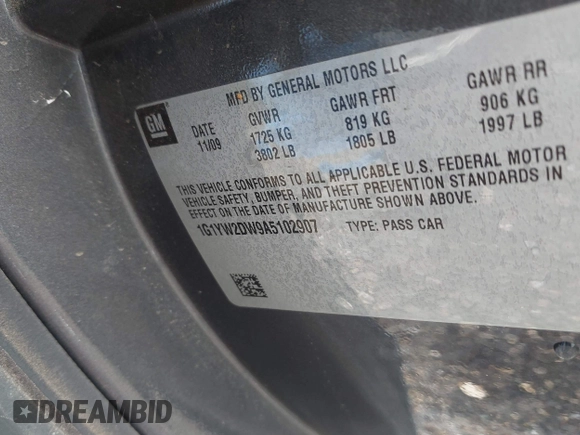 MFD BY GENERAL MOTORS LLC
GM
DATE GVWR GAWR FRT GAWR RR
11/09 1725 KG 819 KG 906 KG
3802 LB 1805 LB 1997 LB
THIS VEHICLE CONFORMS TO ALL APPLICABLE U.S. FEDERAL MOTOR
VEHICLE SAFETY, BUMPER, AND THEFT PREVENTION STANDARDS IN
EFFECT ON THE DATE OF MANUFACTURE SHOWN ABOVE.
1G1YW2DW9A5102907 TYPE: PASS CAR
DREAMBID